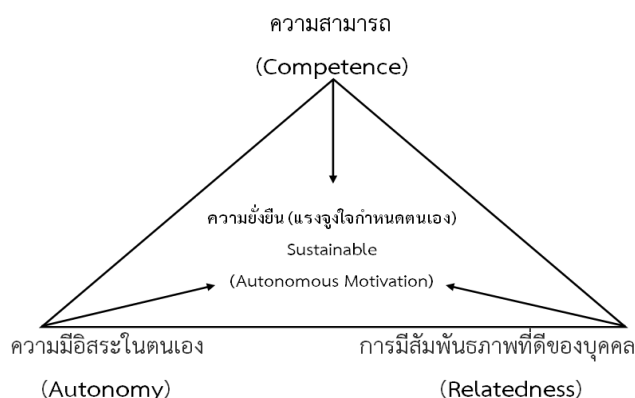 ความสามารถ
(Competence)
ความยั่งยืน (แรงจูงใจกำหนดตนเอง)
Sustainable
(Autonomous Motivation)
ความมีอิสระในตนเอง
(Autonomy)
การมีสัมพันธภาพที่ดีของบุคคล
(Relatedness)